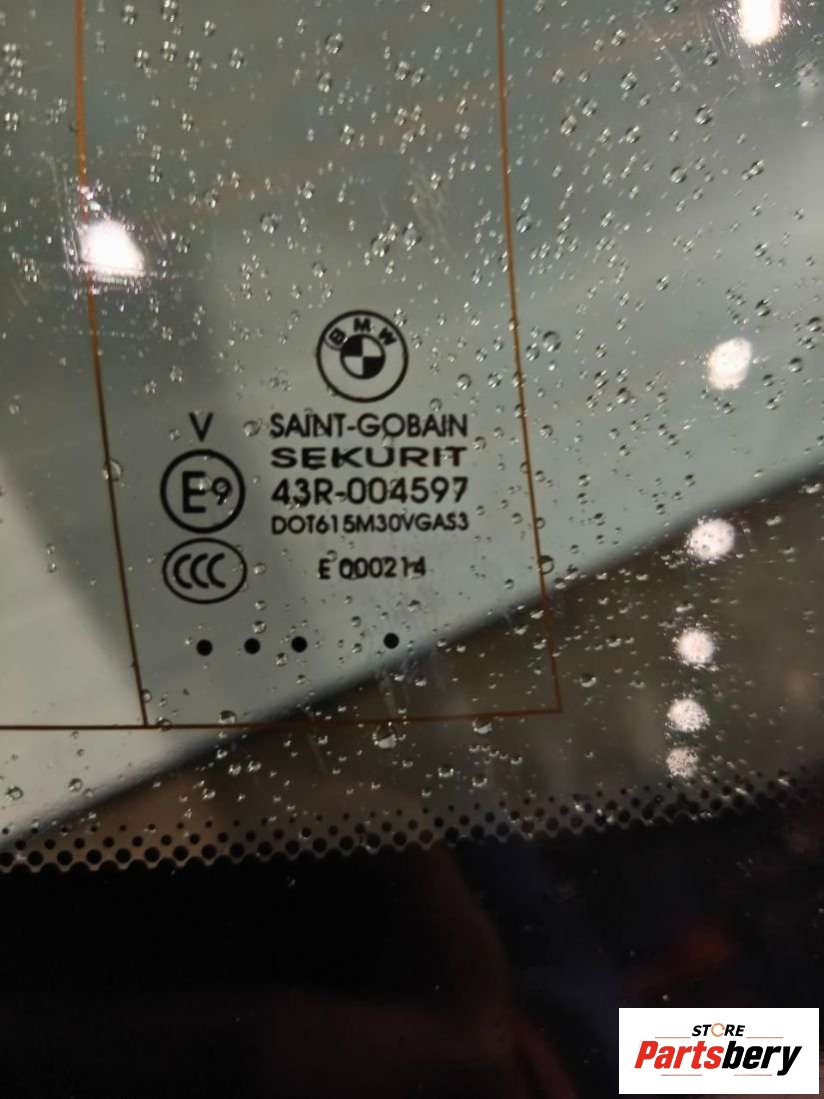 BMW
V SAINT-GOBAIN
SEKURIT
E9 43R-004597
DOT615M30VGAS3
CCC E 000214
STORE
Partsbery